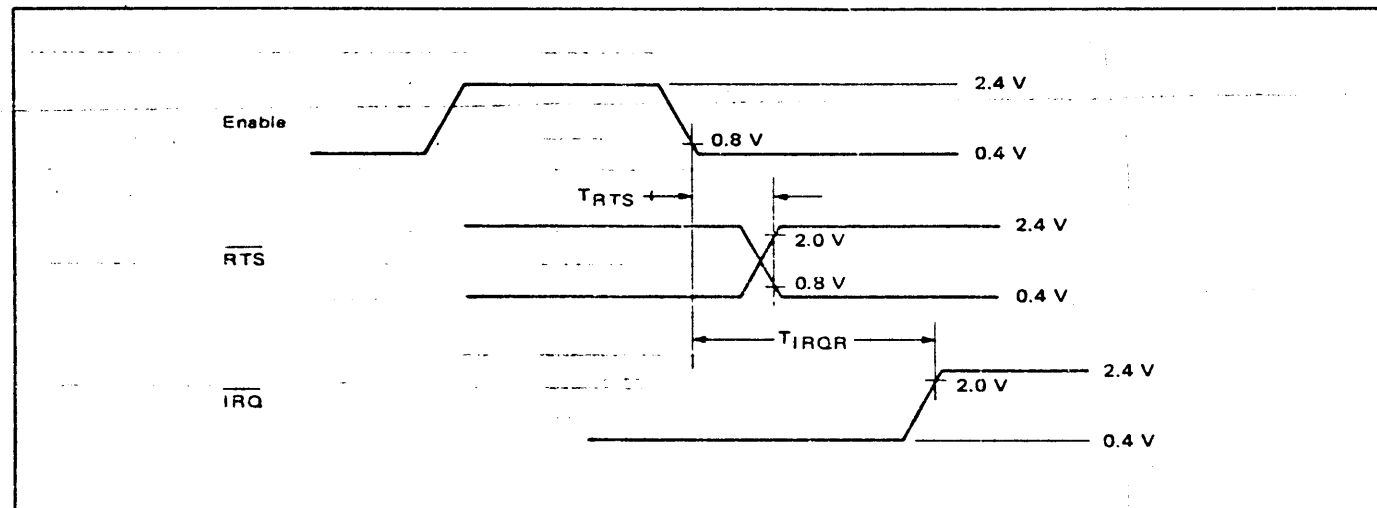 2.4 V
Enable
0.8 V
0.4 V
TRTS
2.4 V
2.0 V
RTS
0.8 V
0.4 V
TIRQR
2.4 V
2.0 V
IRQ
0.4 V